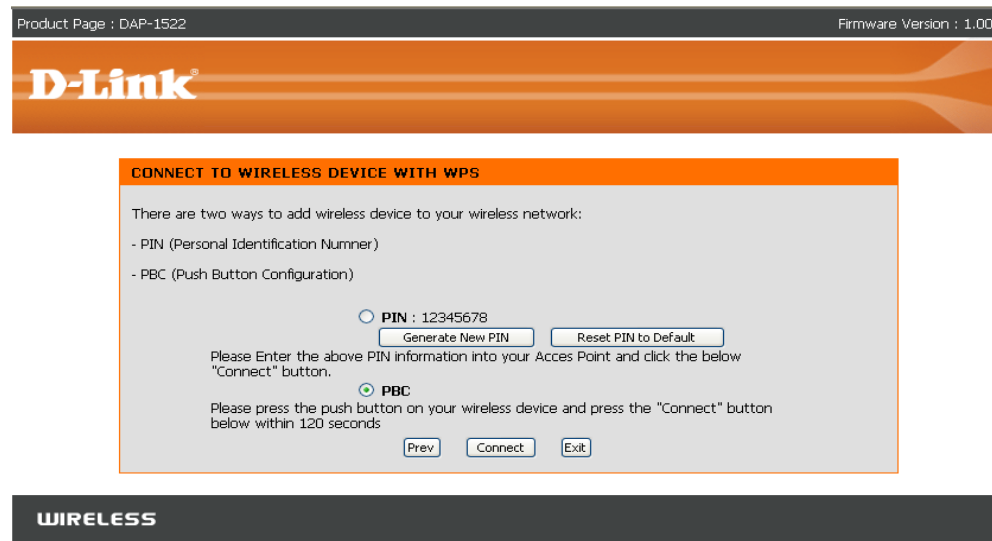 Product Page : DAP-1522 Firmware Version : 1.00
D-Link®
CONNECT TO WIRELESS DEVICE WITH WPS
There are two ways to add wireless device to your wireless network:
- PIN (Personal Identification Numner)
- PBC (Push Button Configuration)
PIN : 12345678
Generate New PIN Reset PIN to Default
Please Enter the above PIN information into your Acces Point and click the below
"Connect" button.
PBC
Please press the push button on your wireless device and press the "Connect" button
below within 120 seconds
Prev Connect Exit
WIRELESS